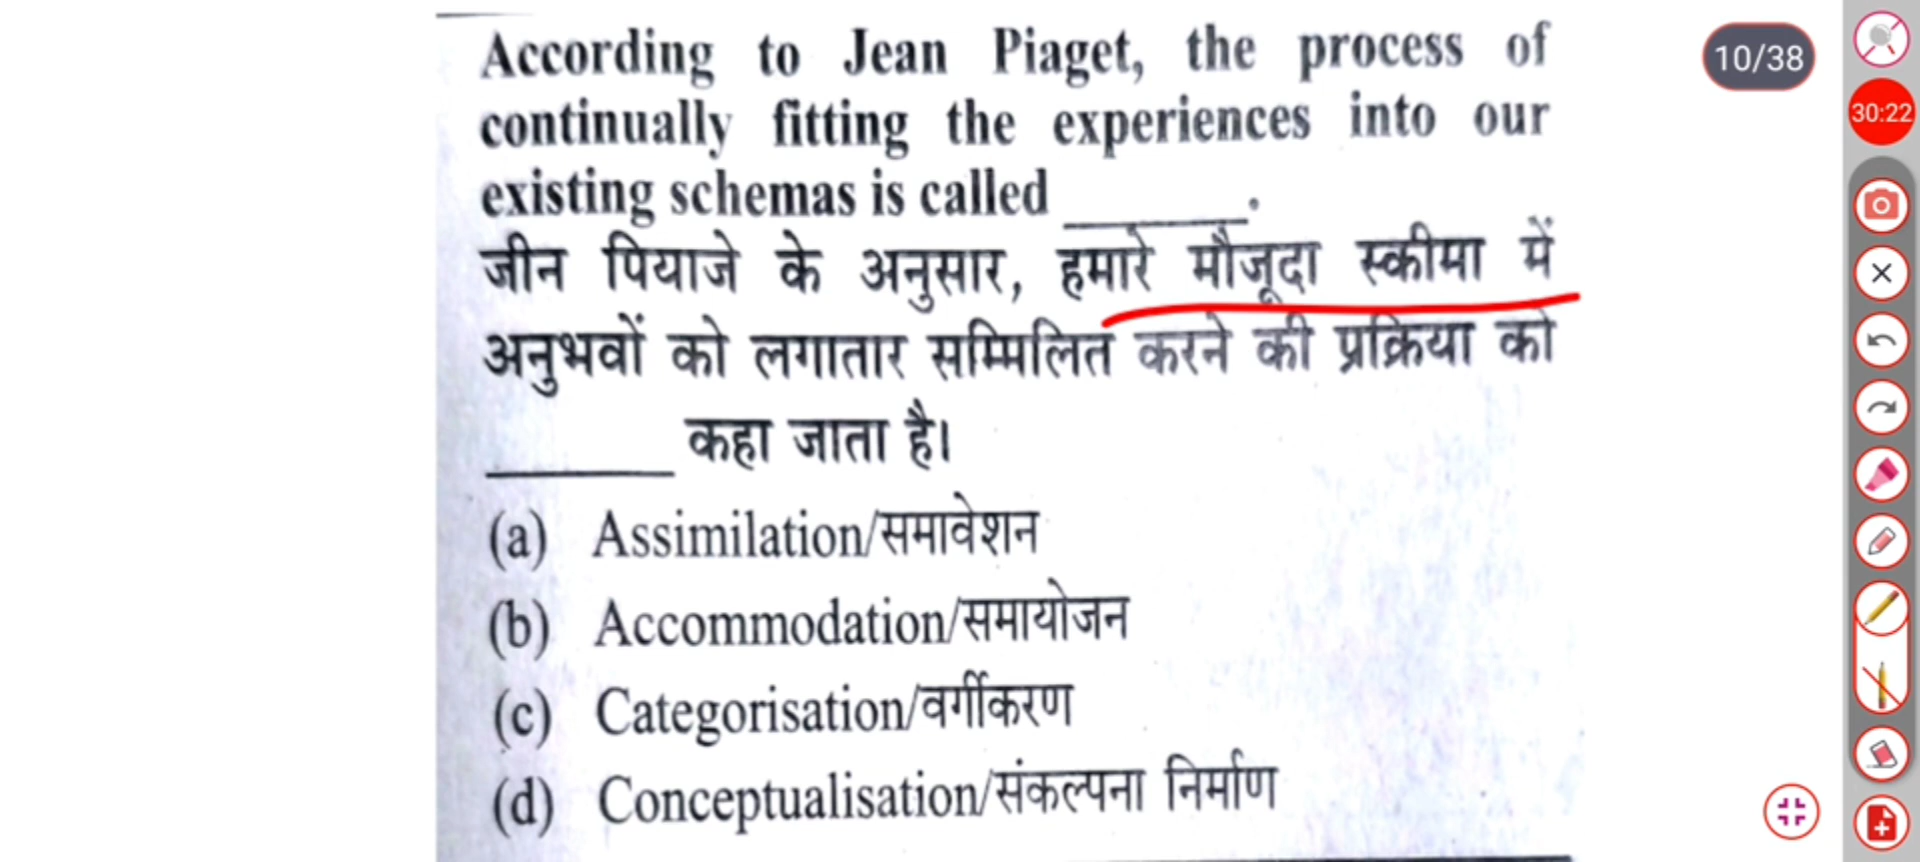 According to Jean Piaget, the process of
continually fitting the experiences into our
existing schemas is called ________.
जीन पियाजे के अनुसार, हमारे मौजूदा स्कीमा में
अनुभवों को लगातार सम्मिलित करने की प्रक्रिया को
________ कहा जाता है।
(a) Assimilation/समावेशन
(b) Accommodation/समायोजन
(c) Categorisation/वर्गीकरण
(d) Conceptualisation/संकल्पना निर्माण
10/38
30:22